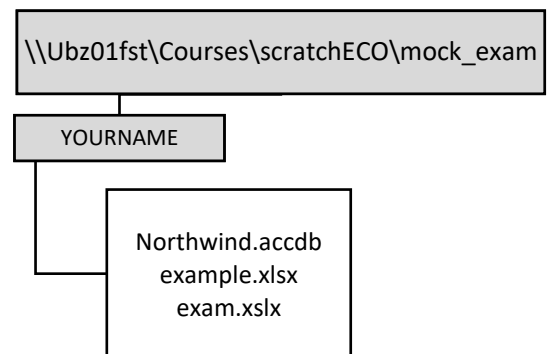 \\Ubz01fst\Courses\scratchECO\mock_exam
YOURNAME
Northwind.accdb
example.xlsx
exam.xslx